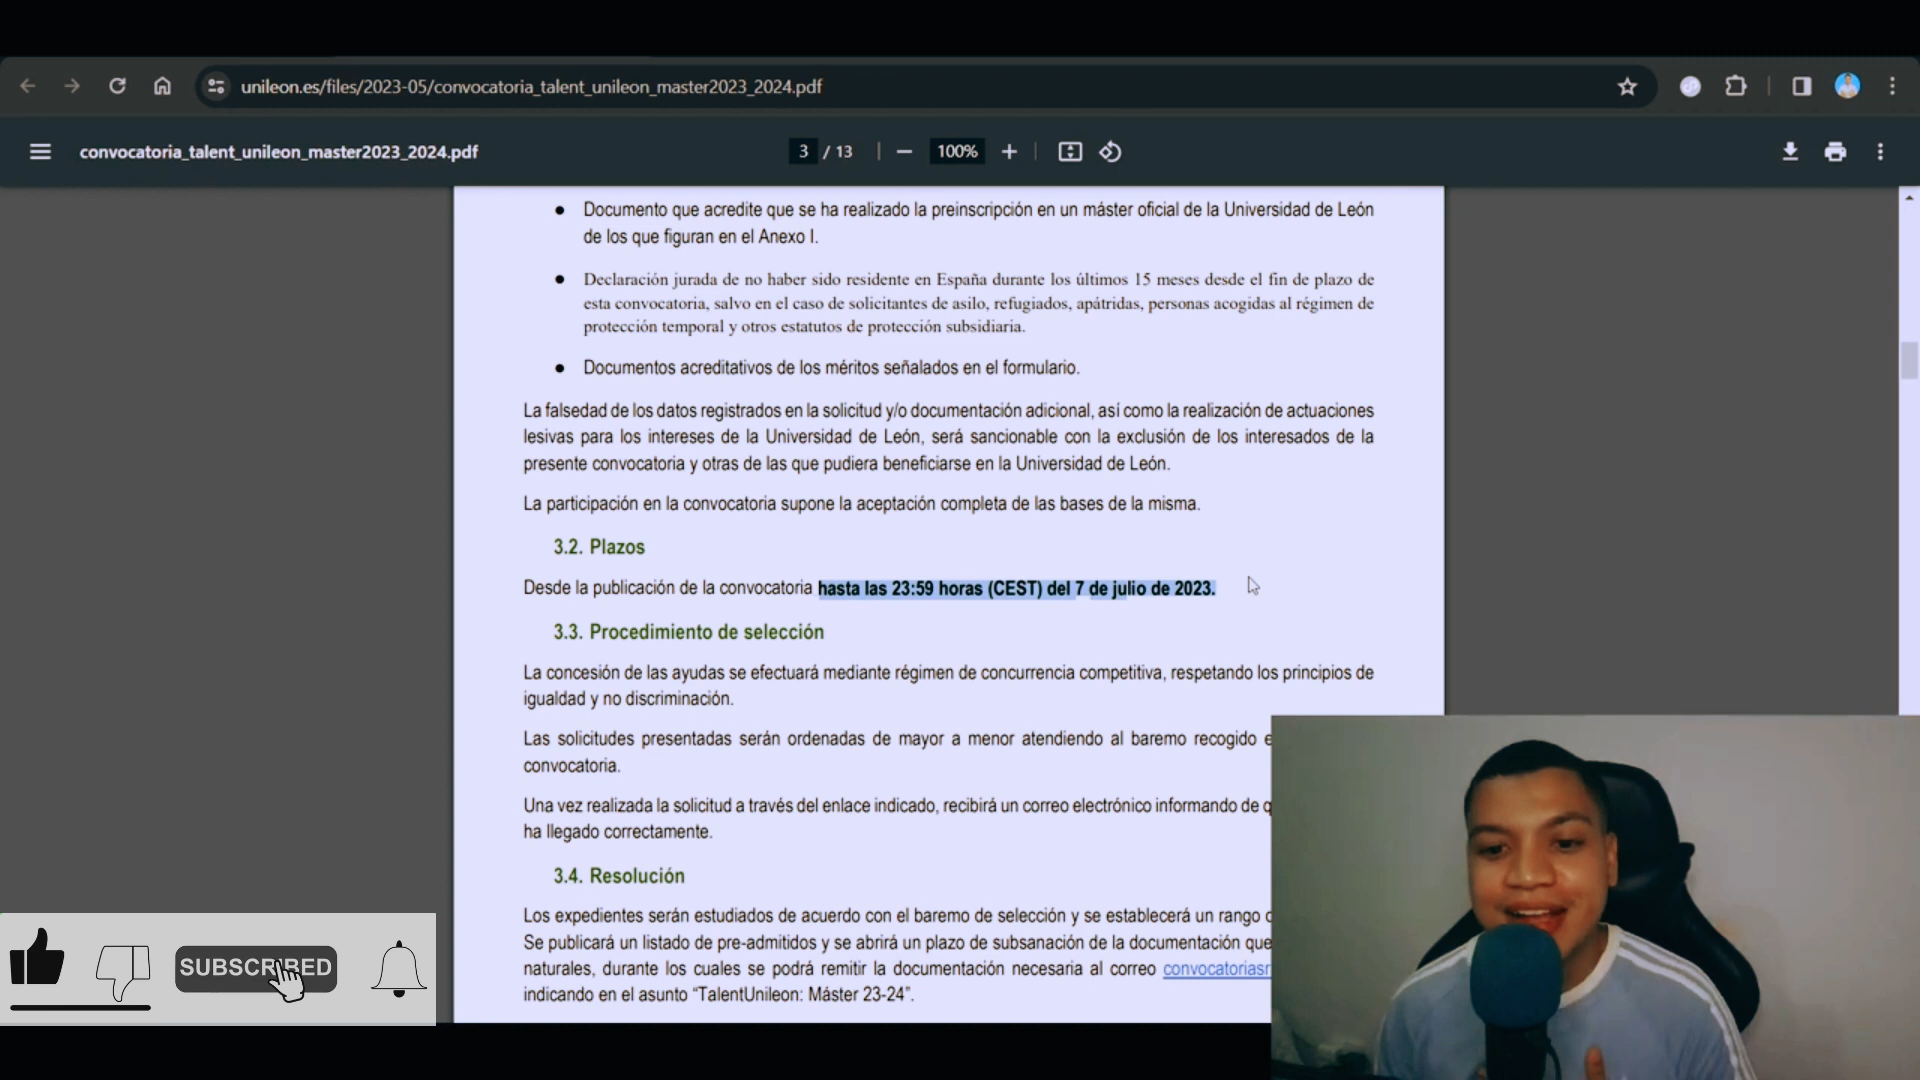 unileon.es/files/2023-05/convocatoria_talent_unileon_master2023_2024.pdf
convocatoria_talent_unileon_master2023_2024.pdf
3 / 13
100%
● Documento que acredite que se ha realizado la preinscripción en un máster oficial de la Universidad de León
de los que figuran en el Anexo I.
● Declaración jurada de no haber sido residente en España durante los últimos 15 meses desde el fin de plazo de
esta convocatoria, salvo en el caso de solicitantes de asilo, refugiados, apátridas, personas acogidas al régimen de
protección temporal y otros estatutos de protección subsidiaria.
● Documentos acreditativos de los méritos señalados en el formulario.
La falsedad de los datos registrados en la solicitud y/o documentación adicional, así como la realización de actuaciones
lesivas para los intereses de la Universidad de León, será sancionable con la exclusión de los interesados de la
presente convocatoria y otras de las que pudiera beneficiarse en la Universidad de León.
La participación en la convocatoria supone la aceptación completa de las bases de la misma.
3.2. Plazos
Desde la publicación de la convocatoria hasta las 23:59 horas (CEST) del 7 de julio de 2023.
3.3. Procedimiento de selección
La concesión de las ayudas se efectuará mediante régimen de concurrencia competitiva, respetando los principios de
igualdad y no discriminación.
Las solicitudes presentadas serán ordenadas de mayor a menor atendiendo al baremo recogido
convocatoria.
Una vez realizada la solicitud a través del enlace indicado, recibirá un correo electrónico informando de
ha llegado correctamente.
3.4. Resolución
Los expedientes serán estudiados de acuerdo con el baremo de selección y se establecerá un rango
Se publicará un listado de pre-admitidos y se abrirá un plazo de subsanación de la documentación que
naturales, durante los cuales se podrá remitir la documentación necesaria al correo
indicando en el asunto “TalentUnileon: Máster 23-24”.
SUBSCRIBED